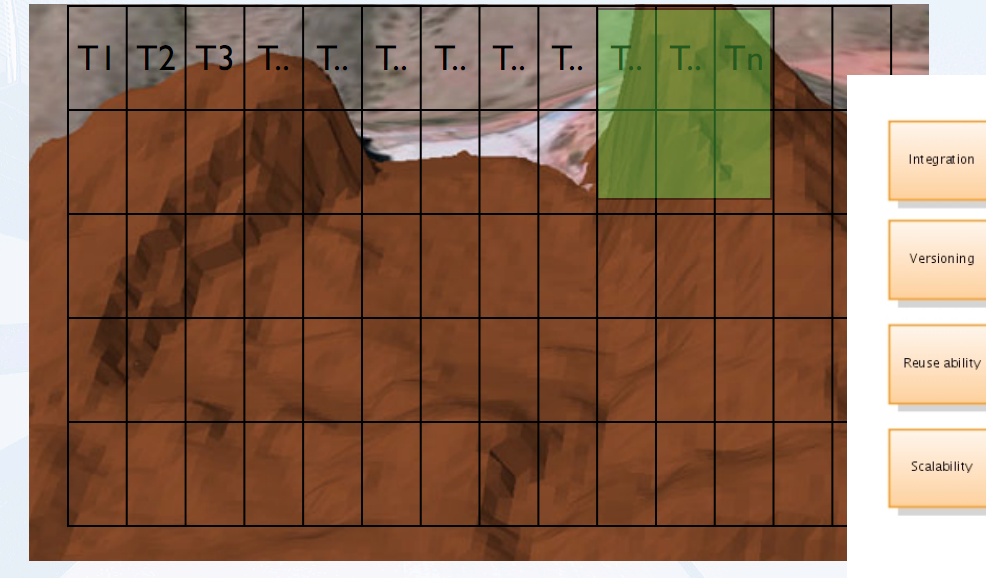 T1 T2 T3 T.. T.. T.. T.. T.. T.. T.. T.. Tn
Integration
Versioning
Reuse ability
Scalability